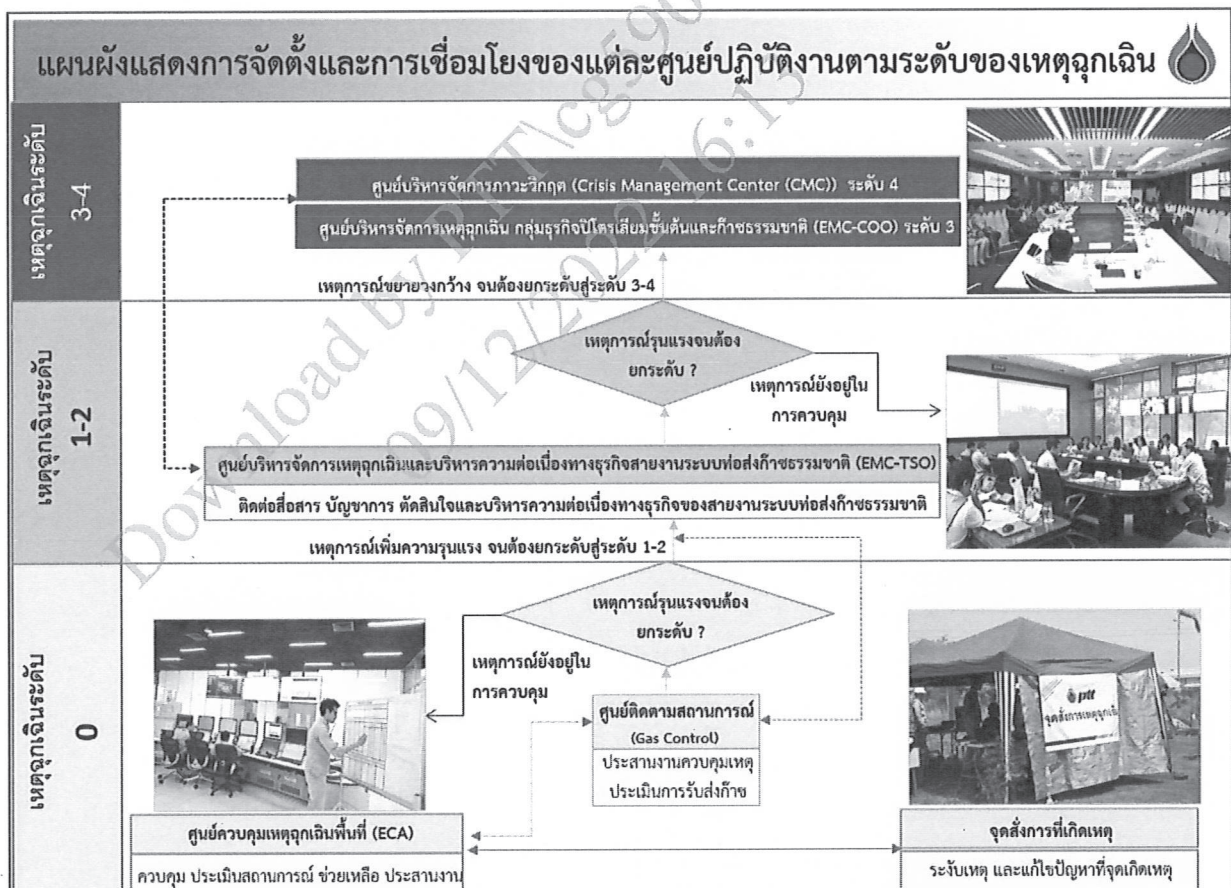 แผนผังแสดงการจัดตั้งและการเชื่อมโยงของแต่ละศูนย์ปฏิบัติงานตามระดับของเหตุฉุกเฉิน
เหตุฉุกเฉินระดับ
3-4
ศูนย์บริหารจัดการภาวะวิกฤต (Crisis Management Center (CMC)) ระดับ 4
ศูนย์บริหารจัดการเหตุฉุกเฉิน กลุ่มธุรกิจปิโตรเลียมขั้นต้นและก๊าซธรรมชาติ (EMC-COO) ระดับ 3
เหตุการณ์ขยายวงกว้าง จนต้องยกระดับสู่ระดับ 3-4
เหตุฉุกเฉินระดับ
1-2
เหตุการณ์รุนแรงจนต้อง
ยกระดับ ?
เหตุการณ์ยังอยู่ใน
การควบคุม
ศูนย์บริหารจัดการเหตุฉุกเฉินและบริหารความต่อเนื่องทางธุรกิจสายงานระบบท่อส่งก๊าซธรรมชาติ (EMC-TSO)
ติดต่อสื่อสาร บัญชาการ ตัดสินใจและบริหารความต่อเนื่องทางธุรกิจของสายงานระบบท่อส่งก๊าซธรรมชาติ
เหตุการณ์เพิ่มความรุนแรง จนต้องยกระดับสู่ระดับ 1-2
เหตุฉุกเฉินระดับ
0
เหตุการณ์รุนแรงจนต้อง
ยกระดับ ?
เหตุการณ์ยังอยู่ใน
การควบคุม
ศูนย์ติดตามสถานการณ์
(Gas Control)
ประสานงานควบคุมเหตุ
ประเมินการรับส่งก๊าซ
ptt
จุดสั่งการเหตุฉุกเฉิน
ศูนย์ควบคุมเหตุฉุกเฉินพื้นที่ (ECA)
ควบคุม ประเมินสถานการณ์ ช่วยเหลือ ประสานงาน
จุดสั่งการที่เกิดเหตุ
ระงับเหตุ และแก้ไขปัญหาที่จุดเกิดเหตุ
Download by PTT\cg590
09/12/2022 16:15